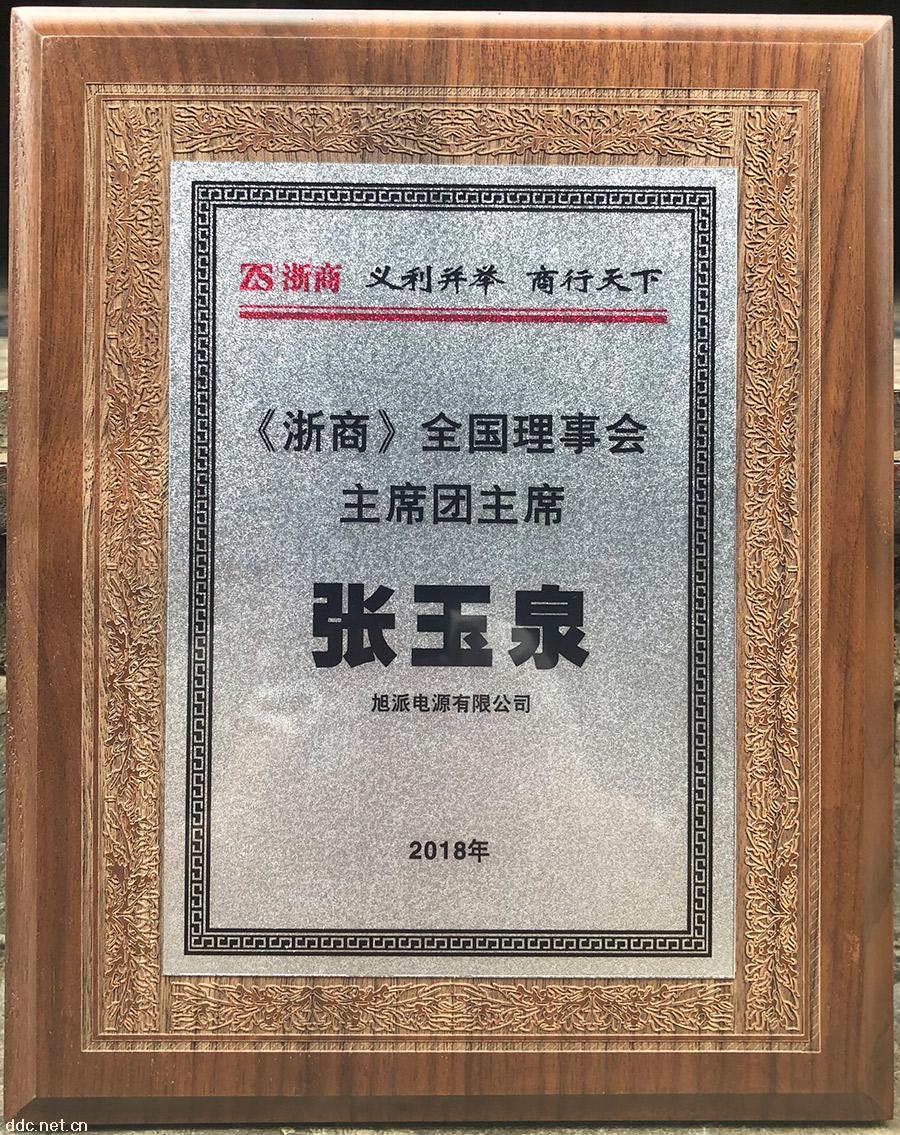 ZS 浙商 义利并举 商行天下
《浙商》全国理事会
主席团主席
张玉泉
旭派电源有限公司
2018年
ddc.net.cn